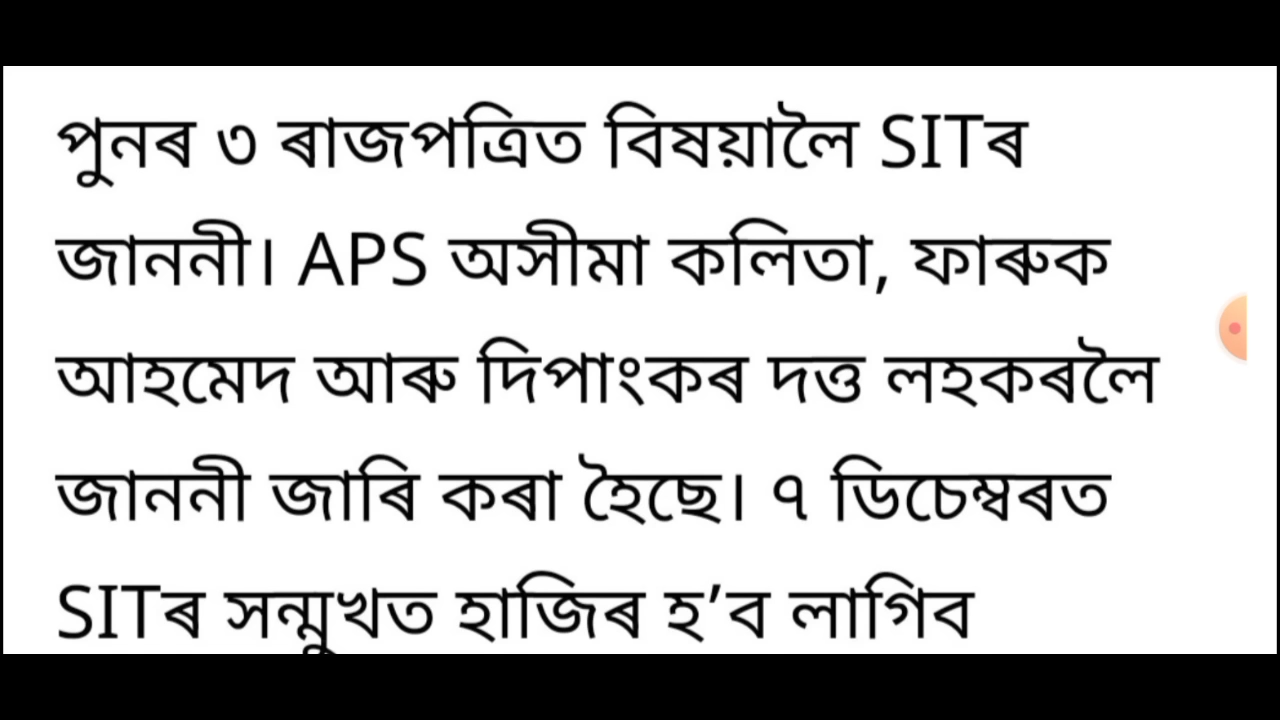 পুনৰ ৩ ৰাজপত্ৰিত বিষয়ালৈ SITৰ
জাননী। APS অসীমা কলিতা, ফাৰুক
আহমেদ আৰু দিপাংকৰ দত্ত লহকৰলৈ
জাননী জাৰি কৰা হৈছে। ৭ ডিচেম্বৰত
SITৰ সন্মুখত হাজিৰ হ’ব লাগিব